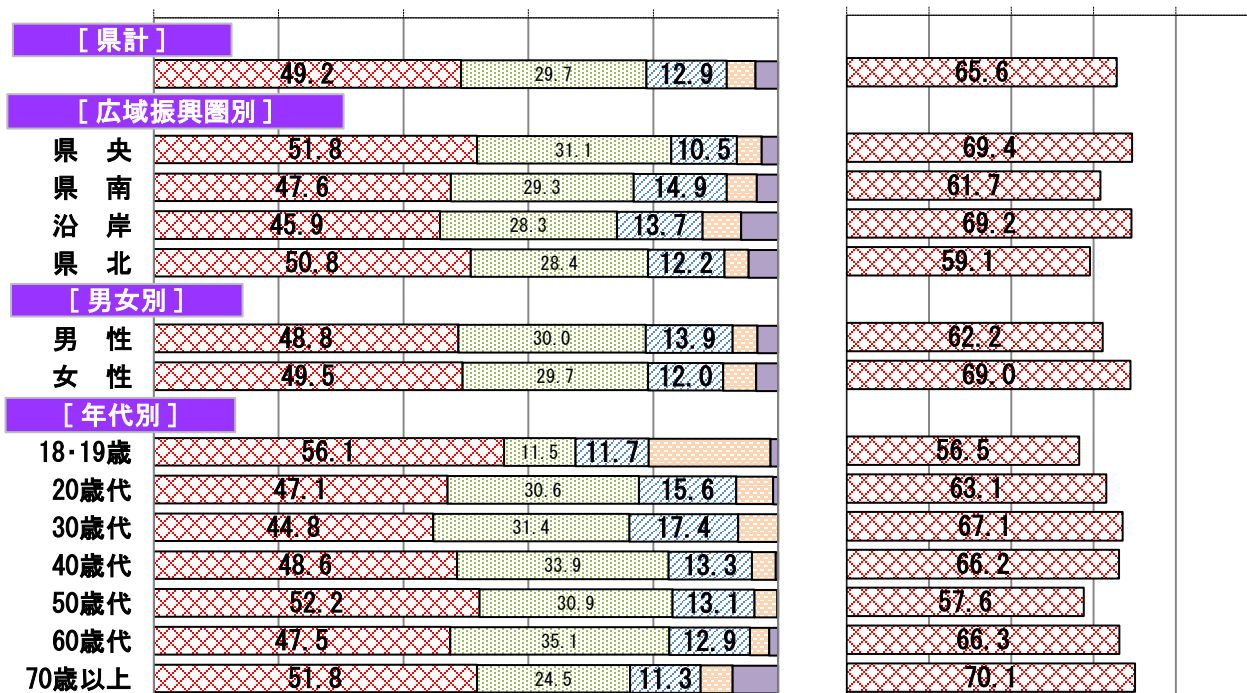 [ 県計 ]
49.2 29.7 12.9 65.6
[ 広域振興圏別 ]
県 央 51.8 31.1 10.5 69.4
県 南 47.6 29.3 14.9 61.7
沿 岸 45.9 28.3 13.7 69.2
県 北 50.8 28.4 12.2 59.1
[ 男女別 ]
男 性 48.8 30.0 13.9 62.2
女 性 49.5 29.7 12.0 69.0
[ 年代別 ]
18・19歳 56.1 11.5 11.7 56.5
20歳代 47.1 30.6 15.6 63.1
30歳代 44.8 31.4 17.4 67.1
40歳代 48.6 33.9 13.3 66.2
50歳代 52.2 30.9 13.1 57.6
60歳代 47.5 35.1 12.9 66.3
70歳以上 51.8 24.5 11.3 70.1